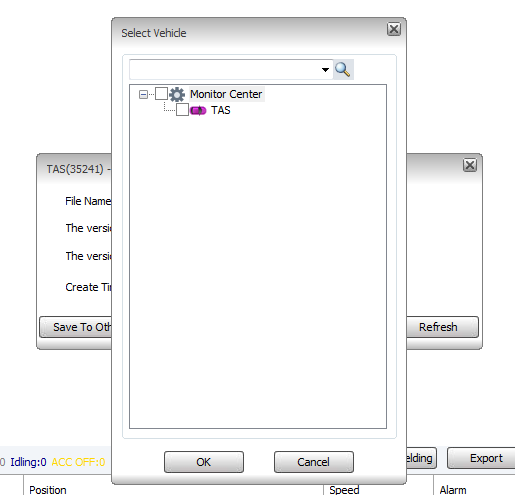 Select Vehicle
Monitor Center
TAS
TAS(35241) -
File Name
The versi
The versi
Create Ti
Save To Oth
Refresh
OK
Cancel
0 Idling:0 ACC OFF:0
elding
Export
Position
Speed
Alarm